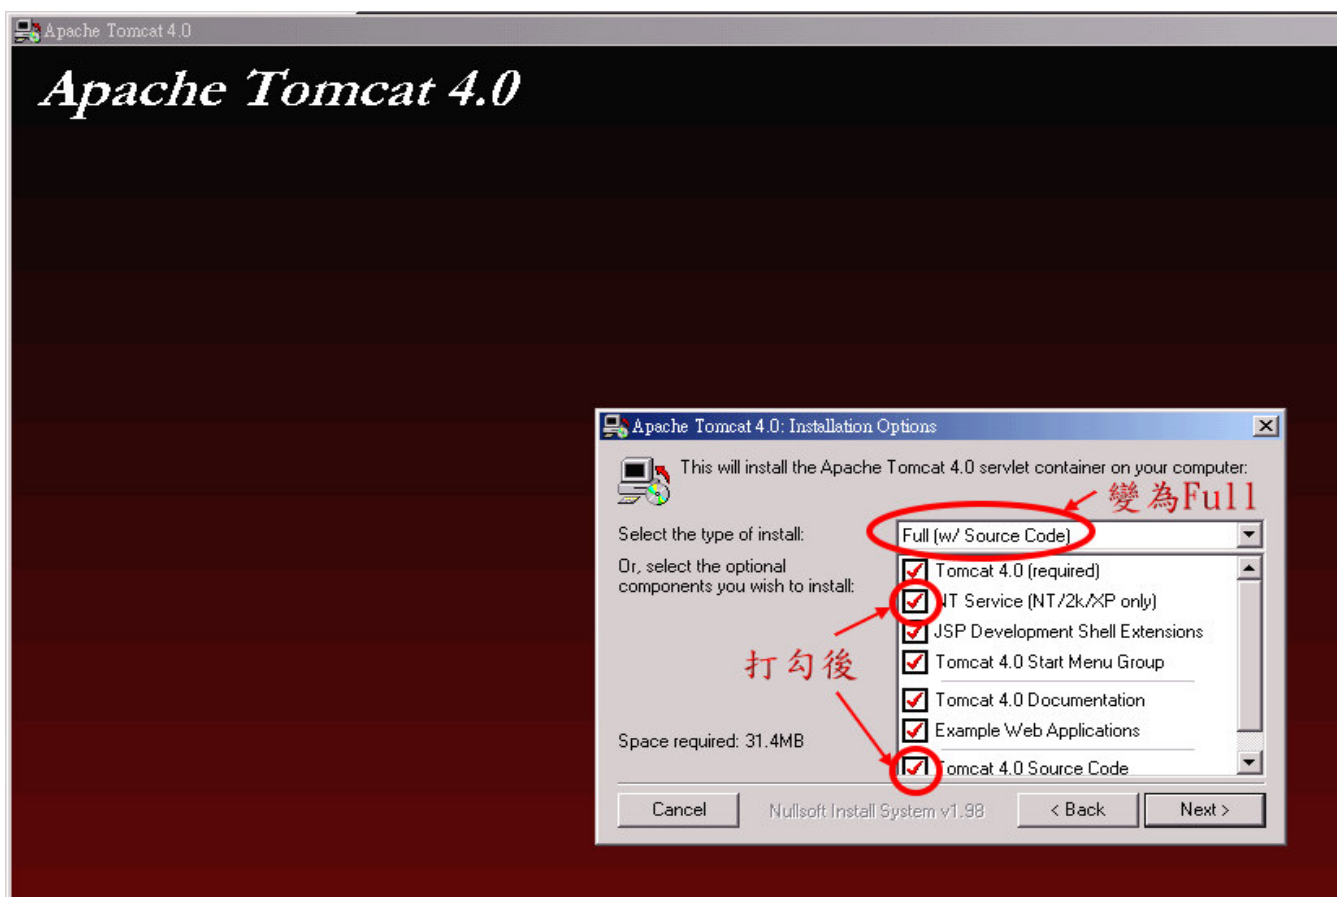 Apache Tomcat 4.0
Apache Tomcat 4.0
Apache Tomcat 4.0: Installation Options
This will install the Apache Tomcat 4.0 servlet container on your computer:
變為Full
Select the type of install:
Full (w/ Source Code)
Or, select the optional
components you wish to install:
Tomcat 4.0 (required)
NT Service (NT/2k/XP only)
JSP Development Shell Extensions
Tomcat 4.0 Start Menu Group
打勾後
Tomcat 4.0 Documentation
Example Web Applications
Space required: 31.4MB
Tomcat 4.0 Source Code
Cancel
Nullsoft Install System v1.98
< Back
Next >